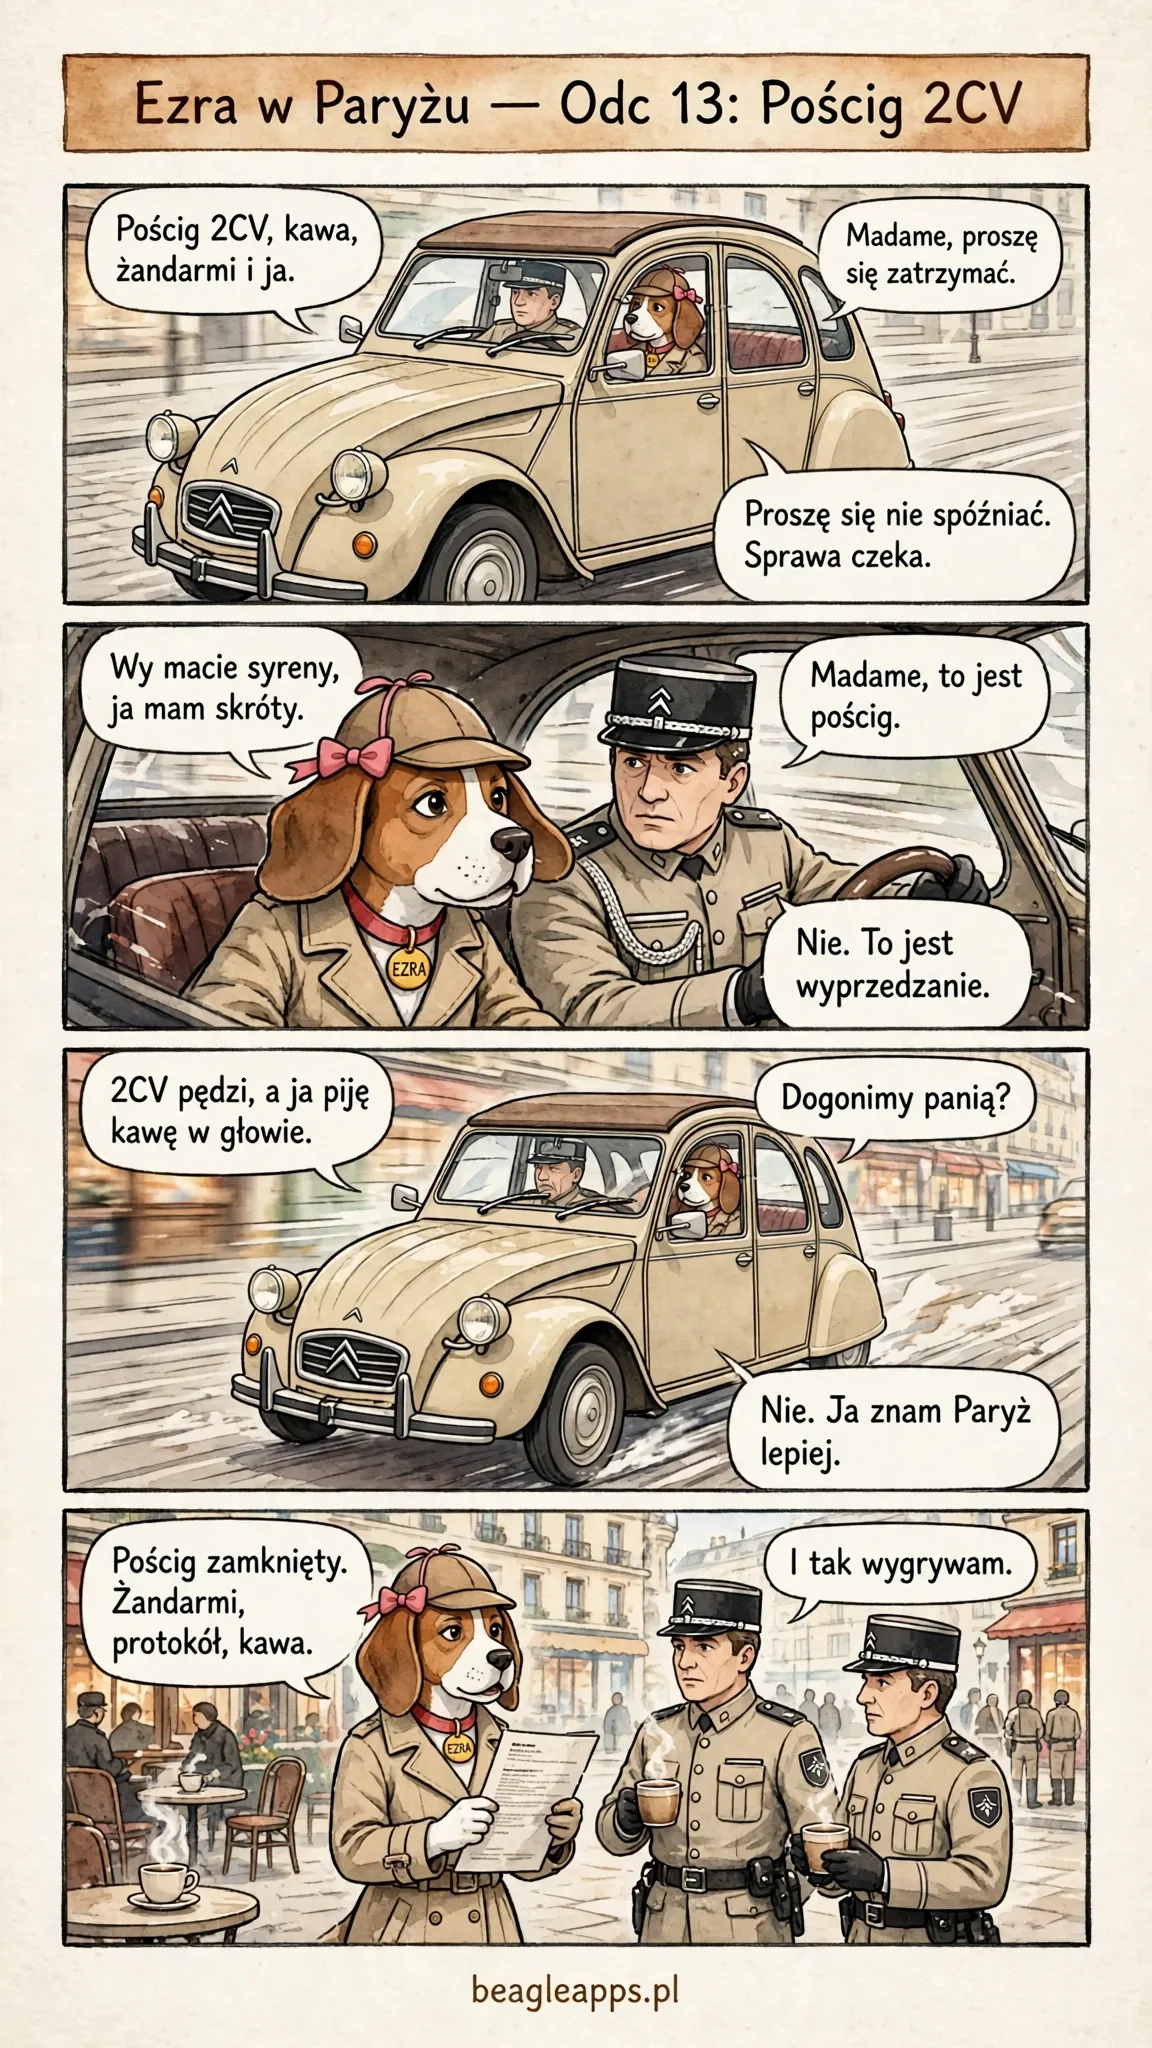 Ezra w Paryżu — Odc 13: Pościg 2CV
Pościg 2CV, kawa,
żandarmi i ja.
Madame, proszę
się zatrzymać.
Proszę się nie spóźniać.
Sprawa czeka.
Wy macie syreny,
ja mam skróty.
Madame, to jest
pościg.
Nie. To jest
wyprzedzanie.
EZRA
2CV pędzi, a ja piję
kawę w głowie.
Dogonimy panią?
Nie. Ja znam Paryż
lepiej.
Pościg zamknięty.
Żandarmi,
protokół, kawa.
I tak wygrywam.
EZRA
beagleapps.pl